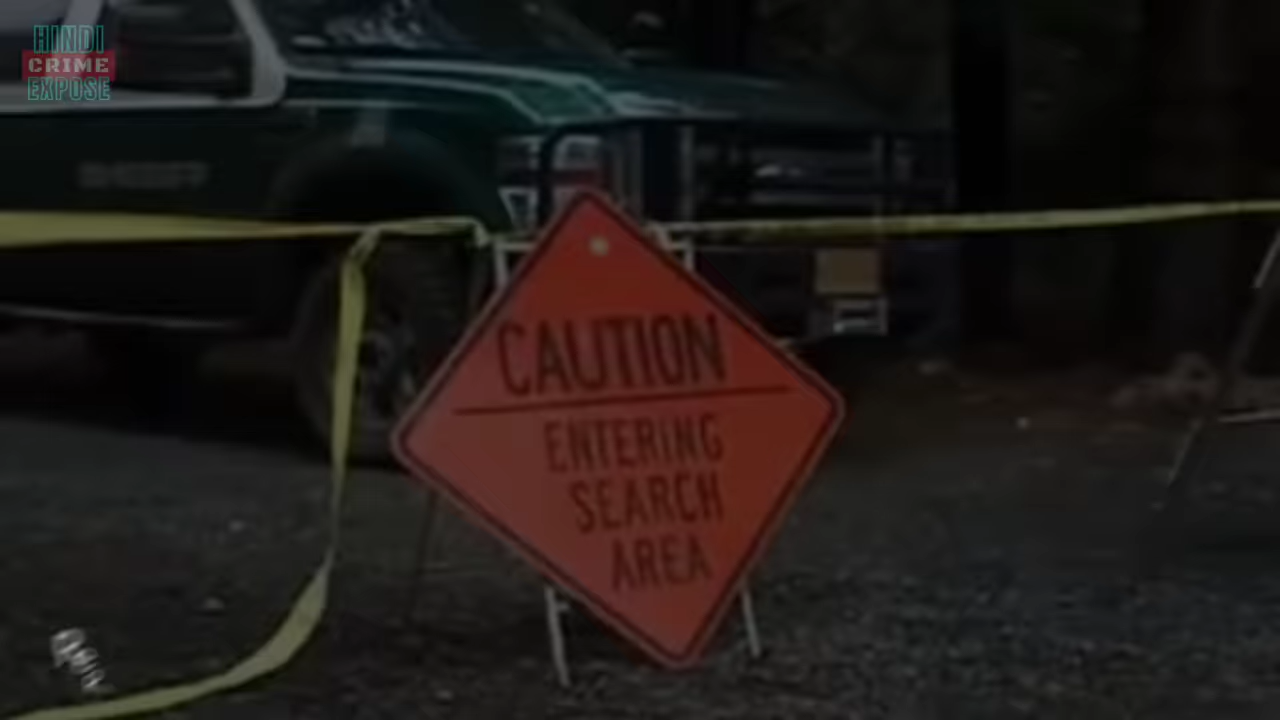 HINDI
CRIME
EXPOSE
CAUTION
ENTERING
SEARCH
AREA